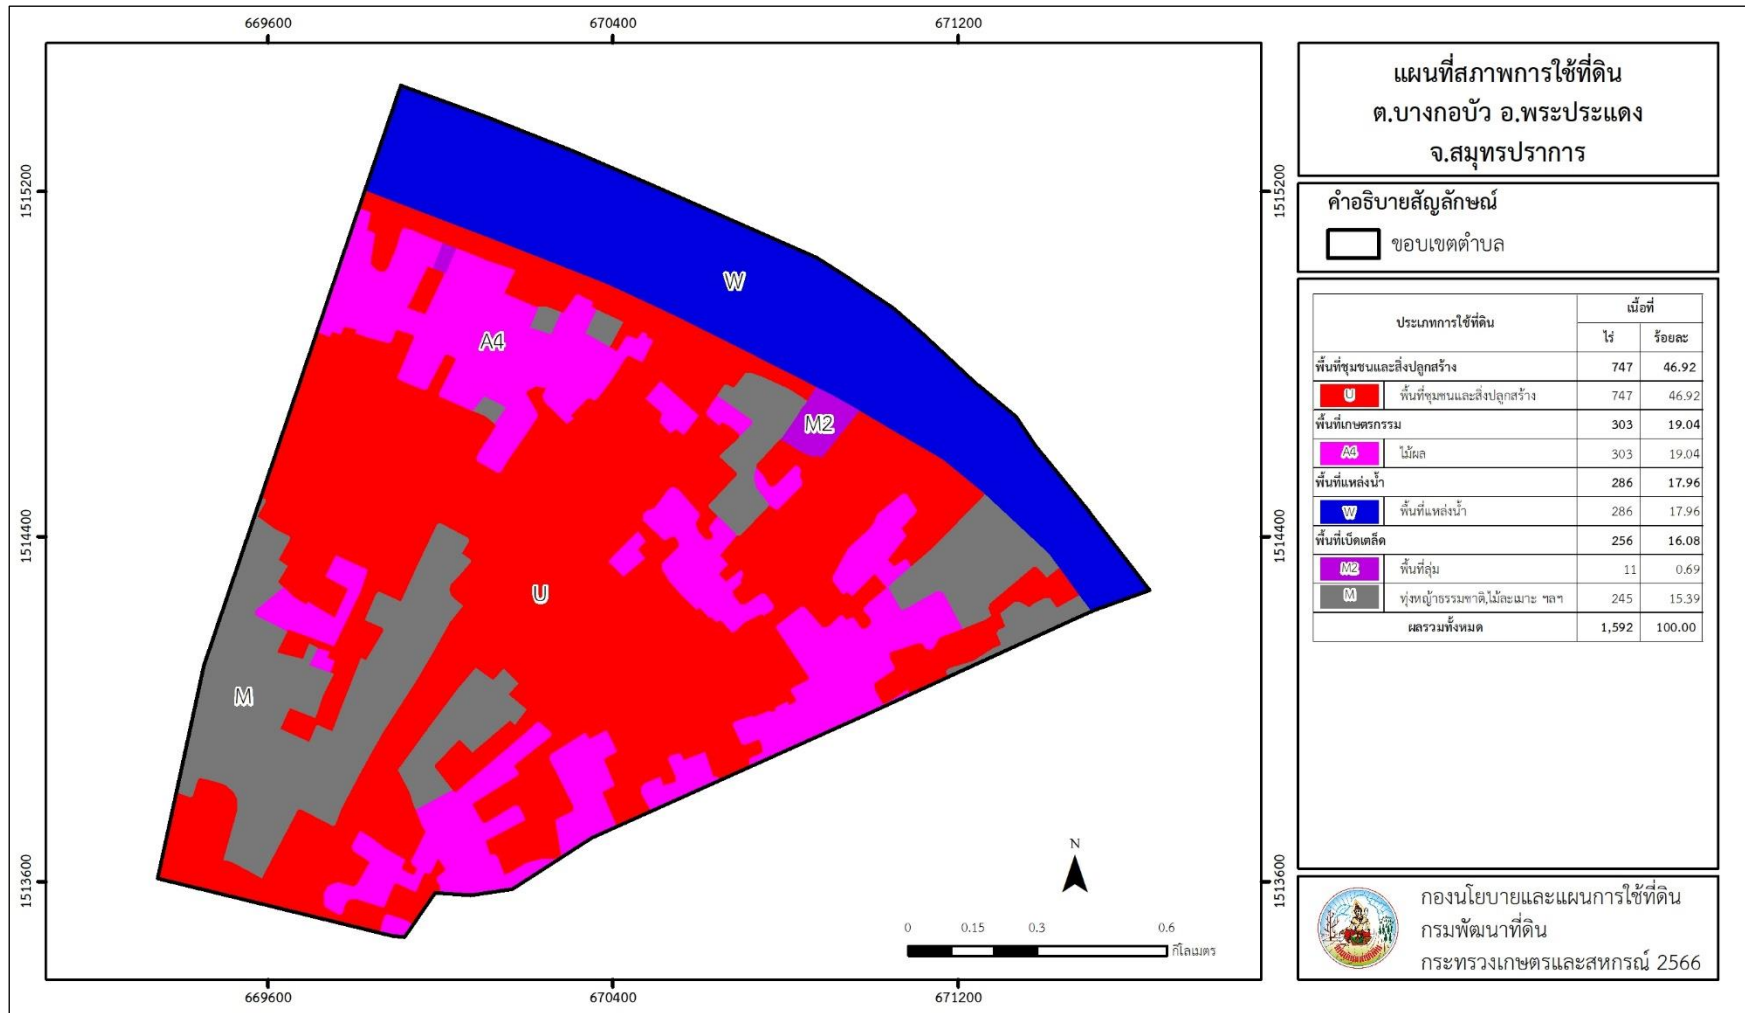 669600 670400 671200
แผนที่สภาพการใช้ที่ดิน
ต.บางกอบัว อ.พระประแดง
จ.สมุทรปราการ
1515200 1515200
คำอธิบายสัญลักษณ์
ขอบเขตตำบล
W
A4
M2
U
M
1514400 1514400
1513600 1513600
ประเภทการใช้ที่ดิน เนื้อที่
ไร่ ร้อยละ
พื้นที่ชุมชนและสิ่งปลูกสร้าง 747 46.92
U พื้นที่ชุมชนและสิ่งปลูกสร้าง 747 46.92
พื้นที่เกษตรกรรม 303 19.04
A4 ไม้ผล 303 19.04
พื้นที่แหล่งน้ำ 286 17.96
W พื้นที่แหล่งน้ำ 286 17.96
พื้นที่เบ็ดเตล็ด 256 16.08
M2 พื้นที่ลุ่ม 11 0.69
M ทุ่งหญ้าธรรมชาติ,ไม้ละเมาะ ฯลฯ 245 15.39
ผลรวมทั้งหมด 1,592 100.00
N
0 0.15 0.3 0.6
กิโลเมตร
669600 670400 671200
กองนโยบายและแผนการใช้ที่ดิน
กรมพัฒนาที่ดิน
กระทรวงเกษตรและสหกรณ์ 2566